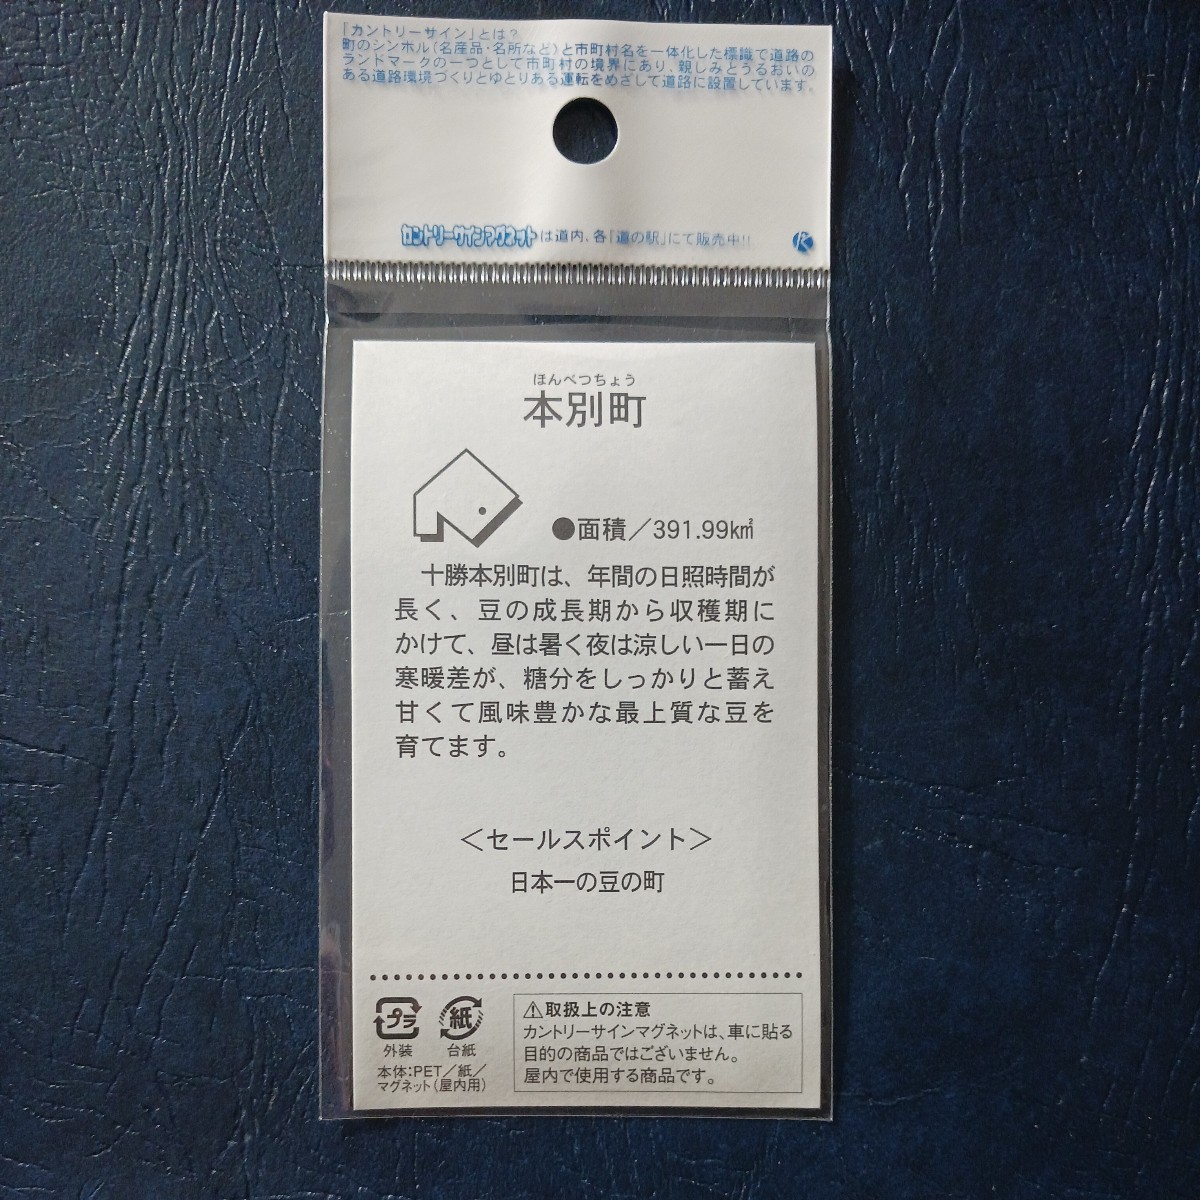 「カントリーサイン」とは？
町のシンボル（名産品・名所など）と市町村名を一体化した標識で道路の
ランドマークの一つとして市町村の境界にあり、親しみとうるおいの
ある道路環境づくりとゆとりある運転をめざして道路に設置しています。
カントリーサインマグネットは道内、各「道の駅」にて販売中!!
ほんべつちょう
本別町
●面積／391.99k㎡
十勝本別町は、年間の日照時間が
長く、豆の成長期から収穫期に
かけて、昼は暑く夜は涼しい一日の
寒暖差が、糖分をしっかりと蓄え
甘くて風味豊かな最上質な豆を
育てます。
＜セールスポイント＞
日本一の豆の町
プラ
外装
紙
台紙
本体：PET／紙／
マグネット（屋内用）
⚠取扱上の注意
カントリーサインマグネットは、車に貼る
目的の商品ではございません。
屋内で使用する商品です。